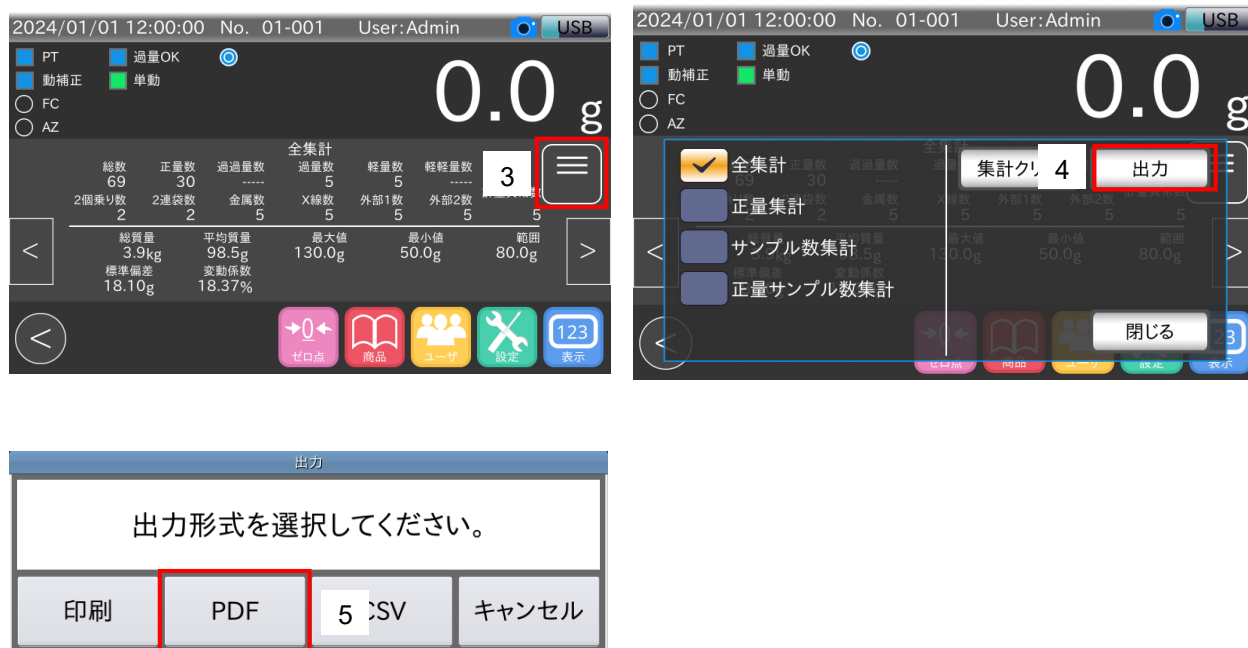 2024/01/01 12:00:00 No. 01-001 User:Admin USB
PT 過量OK
動補正 単動
FC
AZ
0.0 g
全集計
総数 正量数 過過量数 過量数 軽量数 軽軽量数
69 30 ----- 5 5 -----
3
2個乗り数 2連袋数 金属数 X線数 外部1数 外部2数
2 2 5 5 5 5 5
総質量 平均質量 最大値 最小値 範囲
3.9kg 98.5g 130.0g 50.0g 80.0g
標準偏差 変動係数
18.10g 18.37%
< >
<
→0← 123
ゼロ点 商品 ユーザ 設定 表示
2024/01/01 12:00:00 No. 01-001 User:Admin USB
PT 過量OK
動補正 単動
FC
AZ
0.0 g
全集計 集計クリ 4 出力
正量集計
サンプル数集計
正量サンプル数集計
閉じる
出力
出力形式を選択してください。
印刷 PDF 5 CSV キャンセル